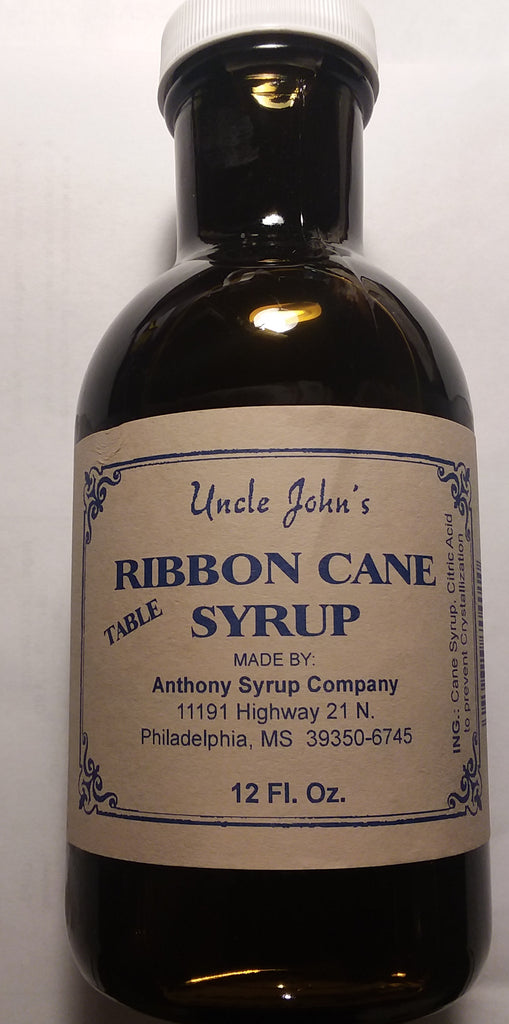 Uncle John's
RIBBON CANE
TABLE
SYRUP
MADE BY:
Anthony Syrup Company
11191 Highway 21 N.
Philadelphia, MS 39350-6745
12 Fl. Oz.
ING.: Cane Syrup, Citric Acid
to prevent Crystallization